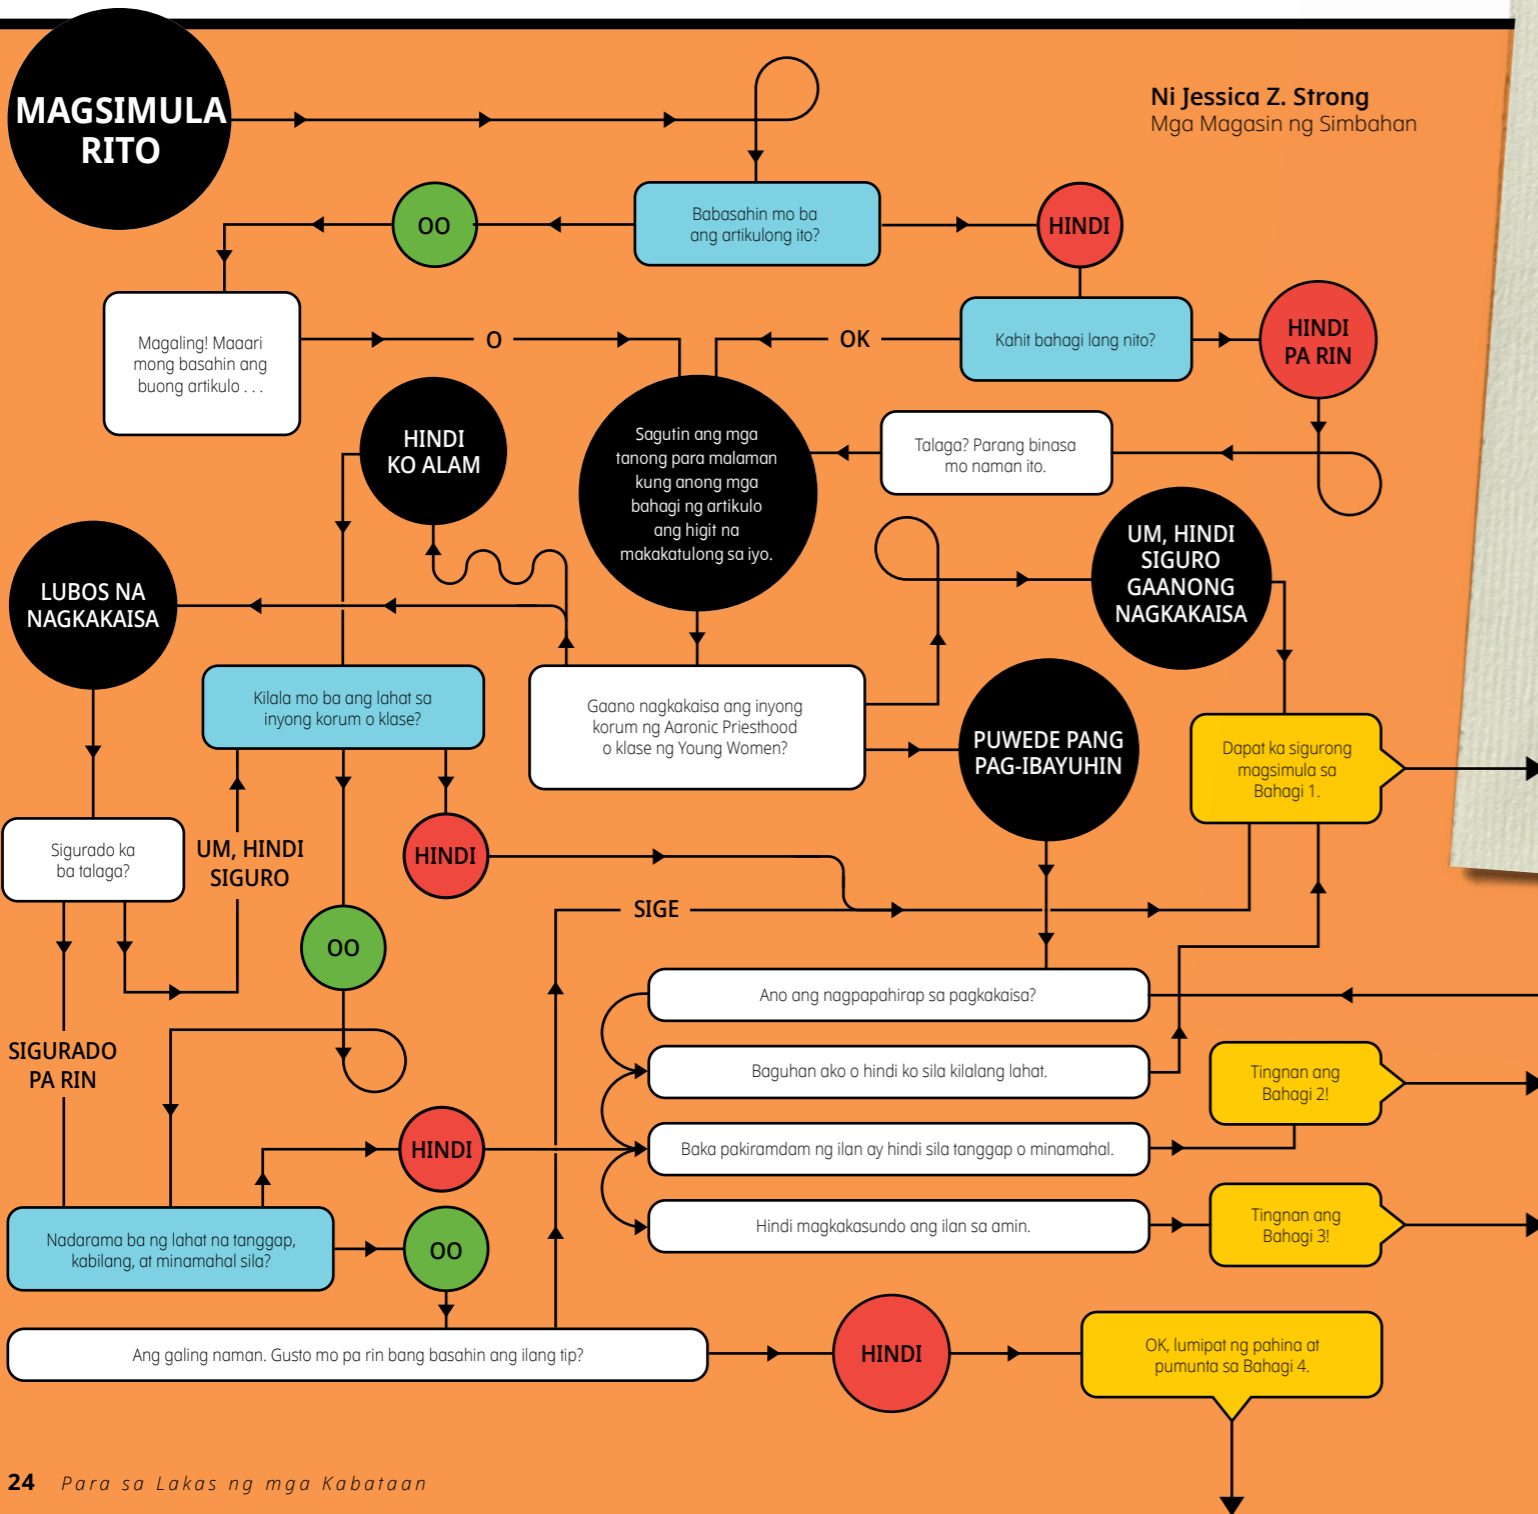 MAGSIMULA
RITO
Ni Jessica Z. Strong
Mga Magasin ng Simbahan
Babasahin mo ba
ang artikulong ito?
OO
HINDI
Magaling! Maaari
mong basahin ang
buong artikulo . . .
O
OK
Kahit bahagi lang nito?
HINDI
PA RIN
Talaga? Parang binasa
mo naman ito.
Sagutin ang mga
tanong para malaman
kung anong mga
bahagi ng artikulo
ang higit na
makakatulong sa iyo.
HINDI
KO ALAM
LUBOS NA
NAGKAKAISA
UM, HINDI
SIGURO
GAANONG
NAGKAKAISA
Kilala mo ba ang lahat sa
inyong korum o klase?
Gaano nagkakaisa ang inyong
korum ng Aaronic Priesthood
o klase ng Young Women?
PUWEDE PANG
PAG-IBAYUHIN
Dapat ka sigurong
magsimula sa
Bahagi 1.
Sigurado ka
ba talaga?
UM, HINDI
SIGURO
HINDI
SIGE
OO
SIGURADO
PA RIN
Ano ang nagpapahirap sa pagkakaisa?
Baguhan ako o hindi ko sila kilalang lahat.
Tingnan ang
Bahagi 2!
HINDI
Baka pakiramdam ng ilan ay hindi sila tanggap o minamahal.
Hindi magkakasundo ang ilan sa amin.
Tingnan ang
Bahagi 3!
Nadarama ba ng lahat na tanggap,
kabilang, at minamahal sila?
OO
Ang galing naman. Gusto mo pa rin bang basahin ang ilang tip?
HINDI
OK, lumipat ng pahina at
pumunta sa Bahagi 4.
24 Para sa Lakas ng mga Kabataan